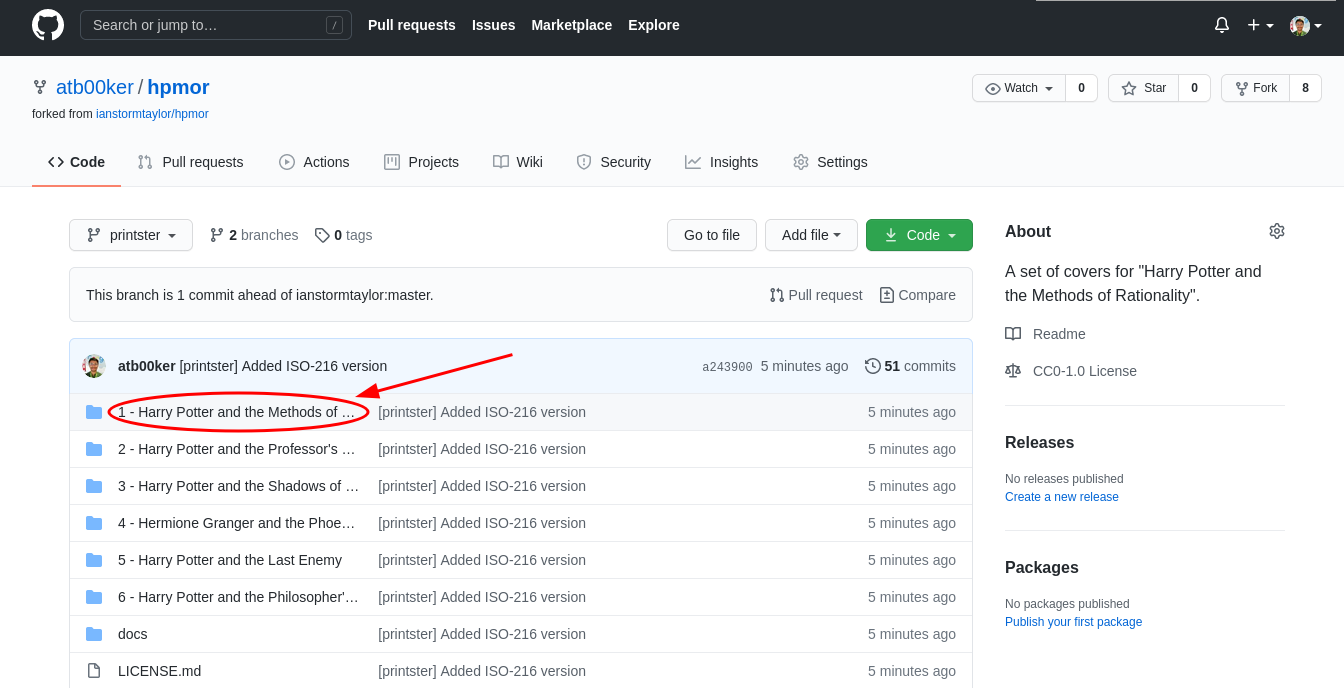 Search or jump to… /
Pull requests Issues Marketplace Explore
atb00ker / hpmor
forked from ianstormtaylor/hpmor
Watch 0 Star 0 Fork 8
Code Pull requests Actions Projects Wiki Security Insights Settings
printster 2 branches 0 tags Go to file Add file Code
This branch is 1 commit ahead of ianstormtaylor:master. Pull request Compare
atb00ker [printster] Added ISO-216 version a243900 5 minutes ago 51 commits
1 - Harry Potter and the Methods of … [printster] Added ISO-216 version 5 minutes ago
2 - Harry Potter and the Professor's … [printster] Added ISO-216 version 5 minutes ago
3 - Harry Potter and the Shadows of … [printster] Added ISO-216 version 5 minutes ago
4 - Hermione Granger and the Phoe… [printster] Added ISO-216 version 5 minutes ago
5 - Harry Potter and the Last Enemy [printster] Added ISO-216 version 5 minutes ago
6 - Harry Potter and the Philosopher'… [printster] Added ISO-216 version 5 minutes ago
docs [printster] Added ISO-216 version 5 minutes ago
LICENSE.md [printster] Added ISO-216 version 5 minutes ago
About
A set of covers for "Harry Potter and
the Methods of Rationality".
Readme
CC0-1.0 License
Releases
No releases published
Create a new release
Packages
No packages published
Publish your first package